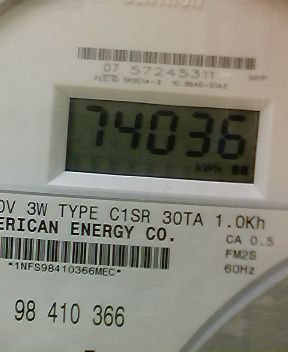 07 57245311
74036
kWh
0V 3W TYPE C1SR 30TA 1.0Kh
ERICAN ENERGY CO.
CA 0.5
FM2S
60Hz
*1NFS98410366MEC*
98 410 366